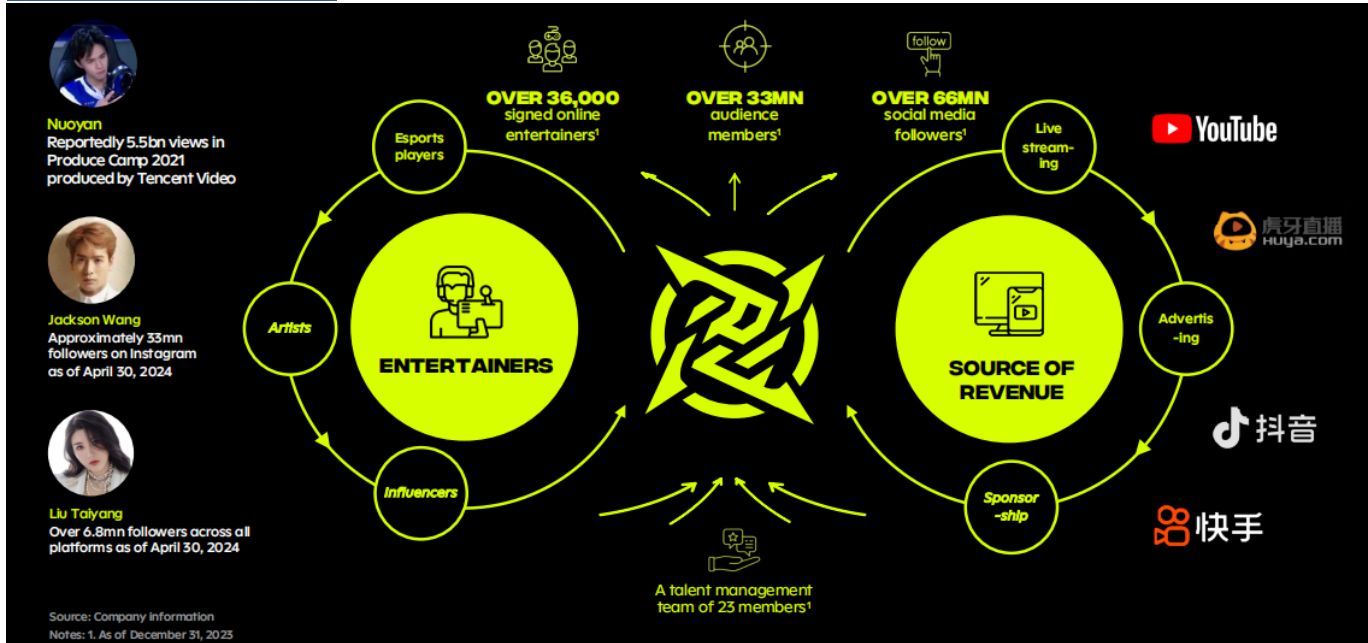 Nuoyan
Reportedly 5.5bn views in
Produce Camp 2021
produced by Tencent Video
Jackson Wang
Approximately 33mn
followers on Instagram
as of April 30, 2024
Liu Taiyang
Over 6.8mn followers across all
platforms as of April 30, 2024
OVER 36,000
signed online
entertainers¹
OVER 33MN
audience
members¹
follow
OVER 66MN
social media
followers¹
Esports
players
Artists
Influencers
ENTERTAINERS
Live
stream-
ing
Advertis
-ing
Sponsor
-ship
SOURCE OF
REVENUE
YouTube
虎牙直播
HUYA.com
抖音
快手
A talent management
team of 23 members¹
Source: Company information
Notes: 1. As of December 31, 2023